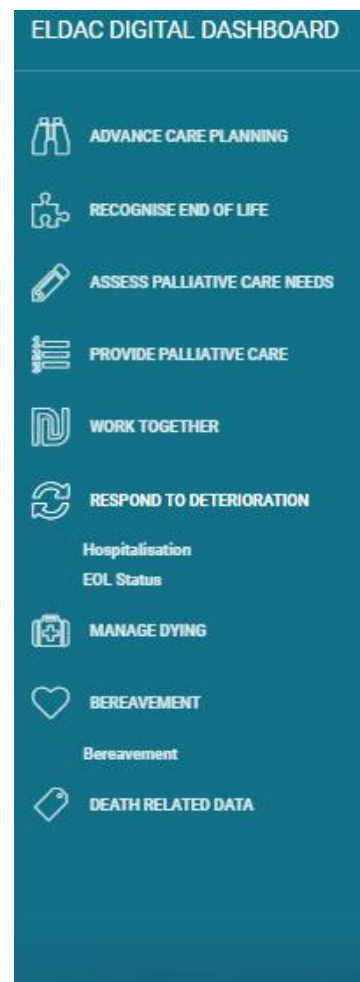 ELDAC DIGITAL DASHBOARD
ADVANCE CARE PLANNING
RECOGNISE END OF LIFE
ASSESS PALLIATIVE CARE NEEDS
PROVIDE PALLIATIVE CARE
WORK TOGETHER
RESPOND TO DETERIORATION
Hospitalisation
EOL Status
MANAGE DYING
BEREAVEMENT
Bereavement
DEATH RELATED DATA